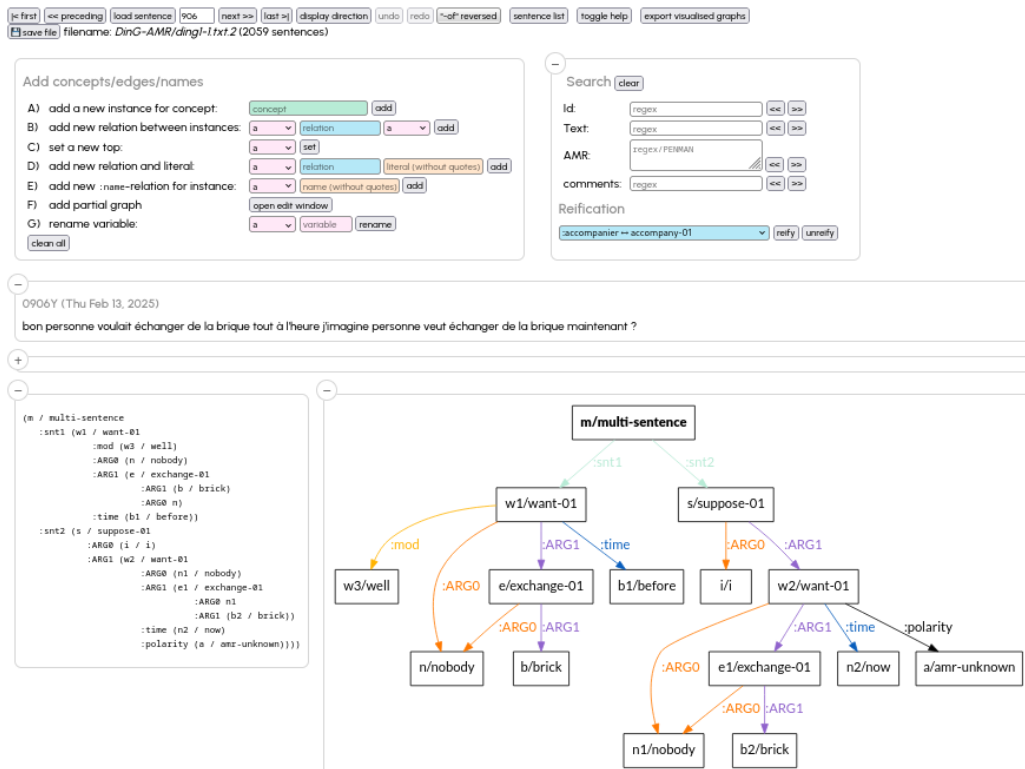 |< first << preceding load sentence 906 next >> last >| display direction undo redo "-of" reversed sentence list toggle help export visualised graphs
save file filename: DinG-AMR/ding1-1.txt.2 (2059 sentences)
Add concepts/edges/names
A) add a new instance for concept: concept add
B) add new relation between instances: a relation a add
C) set a new top: a set
D) add new relation and literal: a relation literal (without quotes) add
E) add new :name-relation for instance: a name (without quotes) add
F) add partial graph open edit window
G) rename variable: a variable rename
clean all
−
Search clear
Id: regex << >>
Text: regex << >>
AMR: regex/PENMAN << >>
comments: regex << >>
Reification
:accompanier ↔ accompany-01 reify unreify
−
0906Y (Thu Feb 13, 2025)
bon personne voulait échanger de la brique tout à l'heure j'imagine personne veut échanger de la brique maintenant ?
+
−
(m / multi-sentence
:snt1 (w1 / want-01
:mod (w3 / well)
:ARG0 (n / nobody)
:ARG1 (e / exchange-01
:ARG1 (b / brick)
:ARG0 n)
:time (b1 / before))
:snt2 (s / suppose-01
:ARG0 (i / i)
:ARG1 (w2 / want-01
:ARG0 (n1 / nobody)
:ARG1 (e1 / exchange-01
:ARG0 n1
:ARG1 (b2 / brick))
:time (n2 / now)
:polarity (a / amr-unknown))))
−
m/multi-sentence
:snt1 :snt2
w1/want-01 s/suppose-01
:mod :ARG1 :time :ARG0 :ARG1
w3/well :ARG0 e/exchange-01 b1/before i/i w2/want-01
:ARG0 :ARG1 :ARG1 :time :polarity
n/nobody b/brick :ARG0 e1/exchange-01 n2/now a/amr-unknown
:ARG0 :ARG1
n1/nobody b2/brick